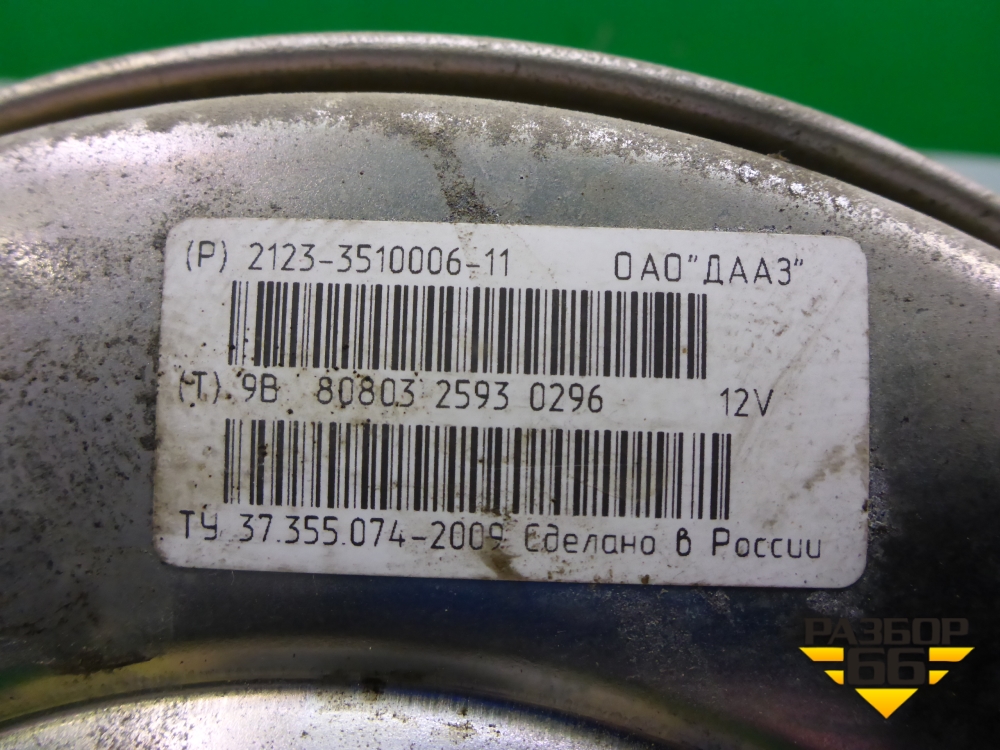 (P) 2123-3510006-11 ОАО"ДААЗ"
(T) 9B 80803 2593 0296 12V
ТУ 37.355.074-2009 Сделано в России
РАЗБОР
66